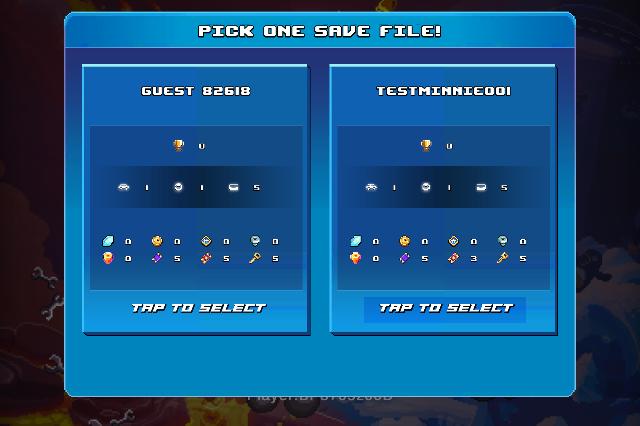 PICK ONE SAVE FILE!
GUEST 82618
TESTMINNIE001
0
0
1 1 5
1 1 5
0 0 0 0
0 0 0 0
0 5 5 5
0 5 3 5
TAP TO SELECT
TAP TO SELECT